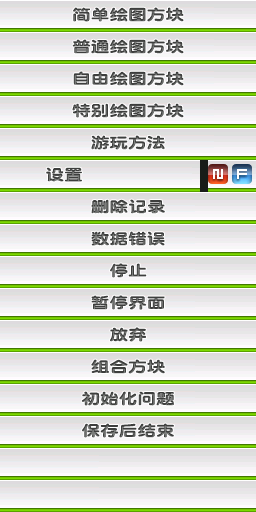 简单绘图方块
普通绘图方块
自由绘图方块
特别绘图方块
游玩方法
设置 N F
删除记录
数据错误
停止
暂停界面
放弃
组合方块
初始化问题
保存后结束